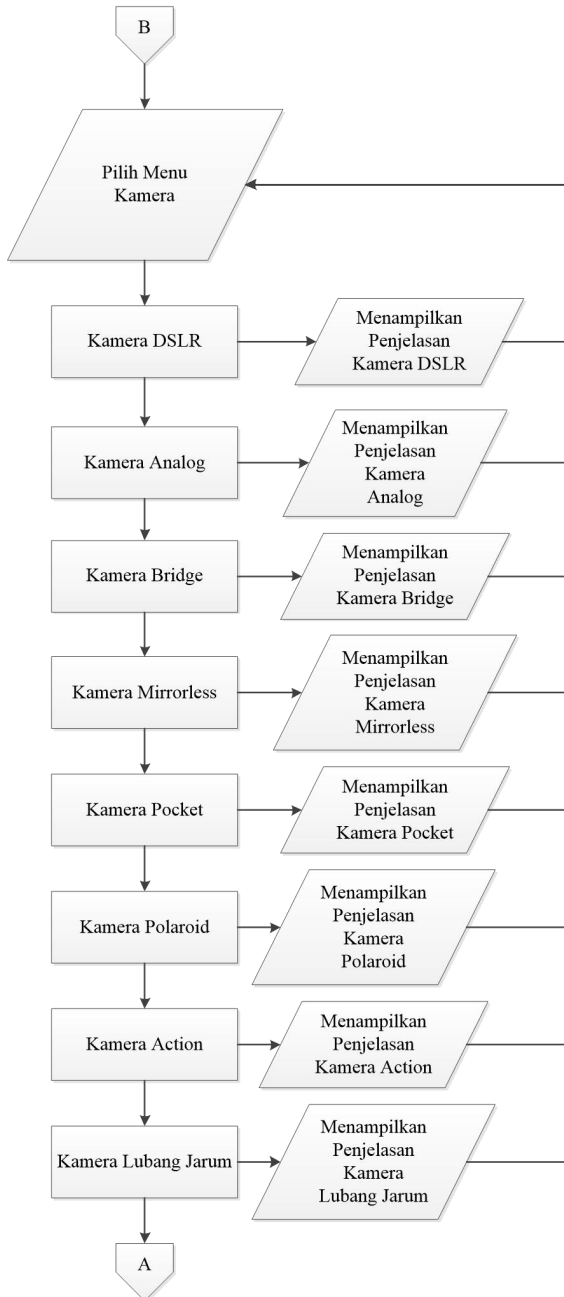 B
Pilih Menu
Kamera
Kamera DSLR
Menampilkan
Penjelasan
Kamera DSLR
Kamera Analog
Menampilkan
Penjelasan
Kamera
Analog
Kamera Bridge
Menampilkan
Penjelasan
Kamera Bridge
Kamera Mirrorless
Menampilkan
Penjelasan
Kamera
Mirrorless
Kamera Pocket
Menampilkan
Penjelasan
Kamera Pocket
Kamera Polaroid
Menampilkan
Penjelasan
Kamera
Polaroid
Kamera Action
Menampilkan
Penjelasan
Kamera Action
Kamera Lubang Jarum
Menampilkan
Penjelasan
Kamera
Lubang Jarum
A